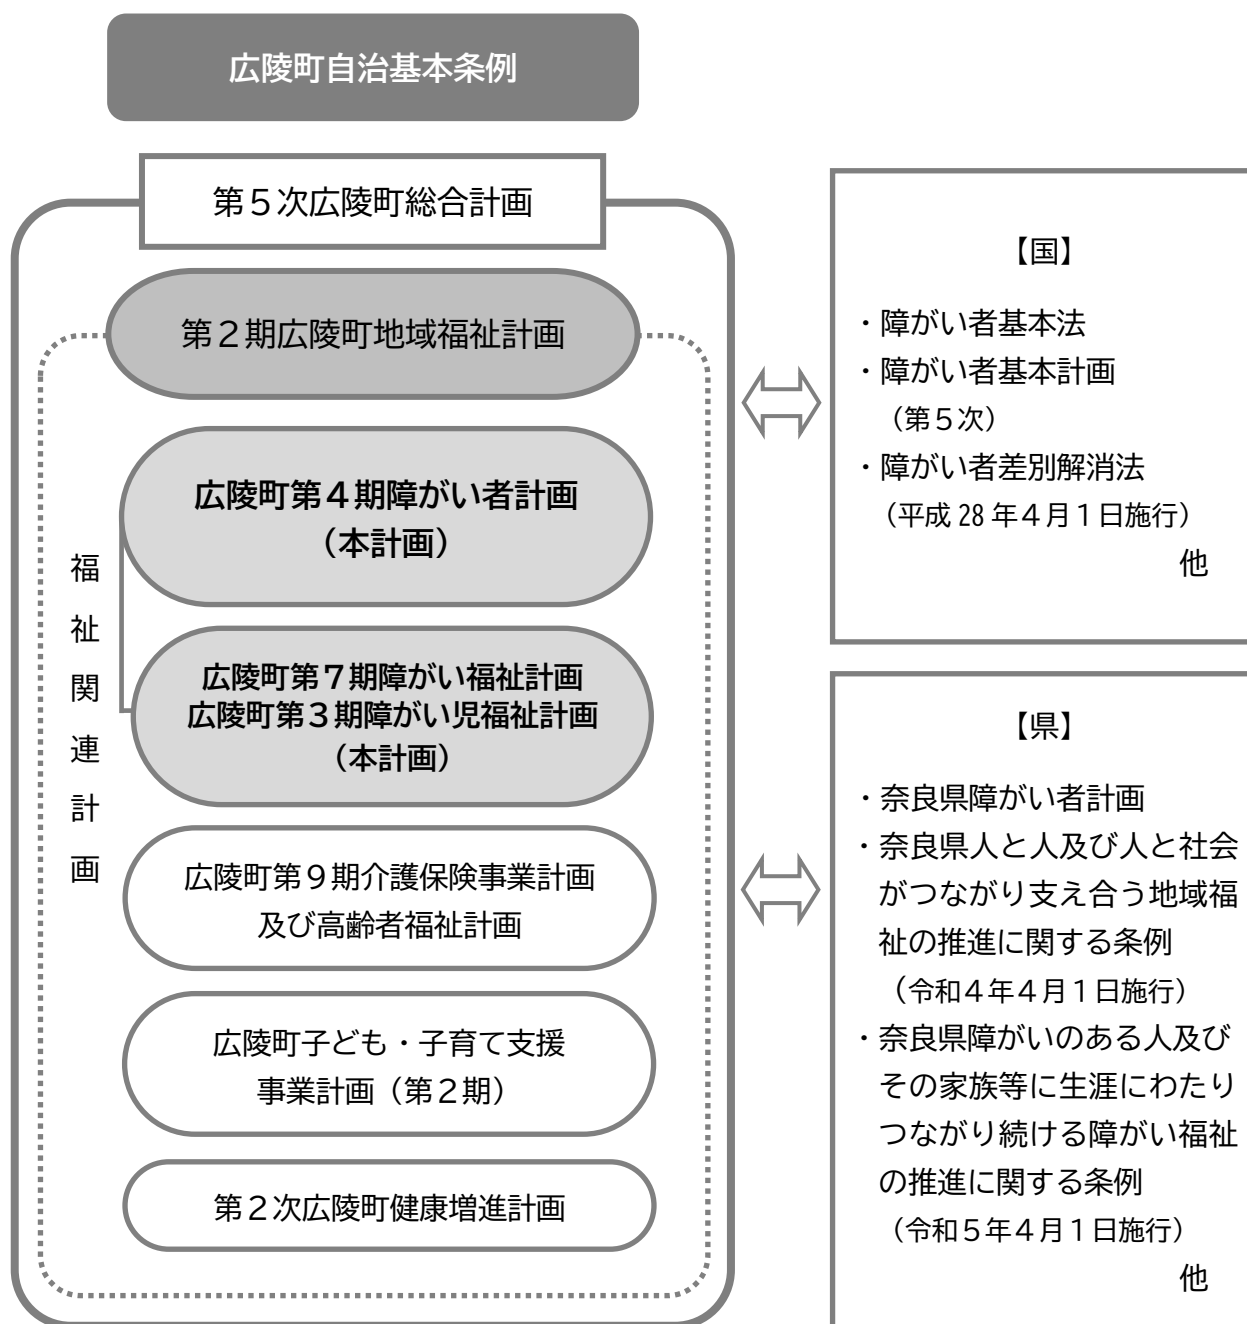 広陵町自治基本条例
第５次広陵町総合計画
第２期広陵町地域福祉計画
広陵町第４期障がい者計画
（本計画）
広陵町第７期障がい福祉計画
広陵町第３期障がい児福祉計画
（本計画）
広陵町第９期介護保険事業計画
及び高齢者福祉計画
広陵町子ども・子育て支援
事業計画（第２期）
第２次広陵町健康増進計画
福祉関連計画
【国】
・障がい者基本法
・障がい者基本計画
（第５次）
・障がい者差別解消法
（平成 28 年４月１日施行）
他
【県】
・奈良県障がい者計画
・奈良県人と人及び人と社会
がつながり支え合う地域福
祉の推進に関する条例
（令和４年４月１日施行）
・奈良県障がいのある人及び
その家族等に生涯にわたり
つながり続ける障がい福祉
の推進に関する条例
（令和５年４月１日施行）
他